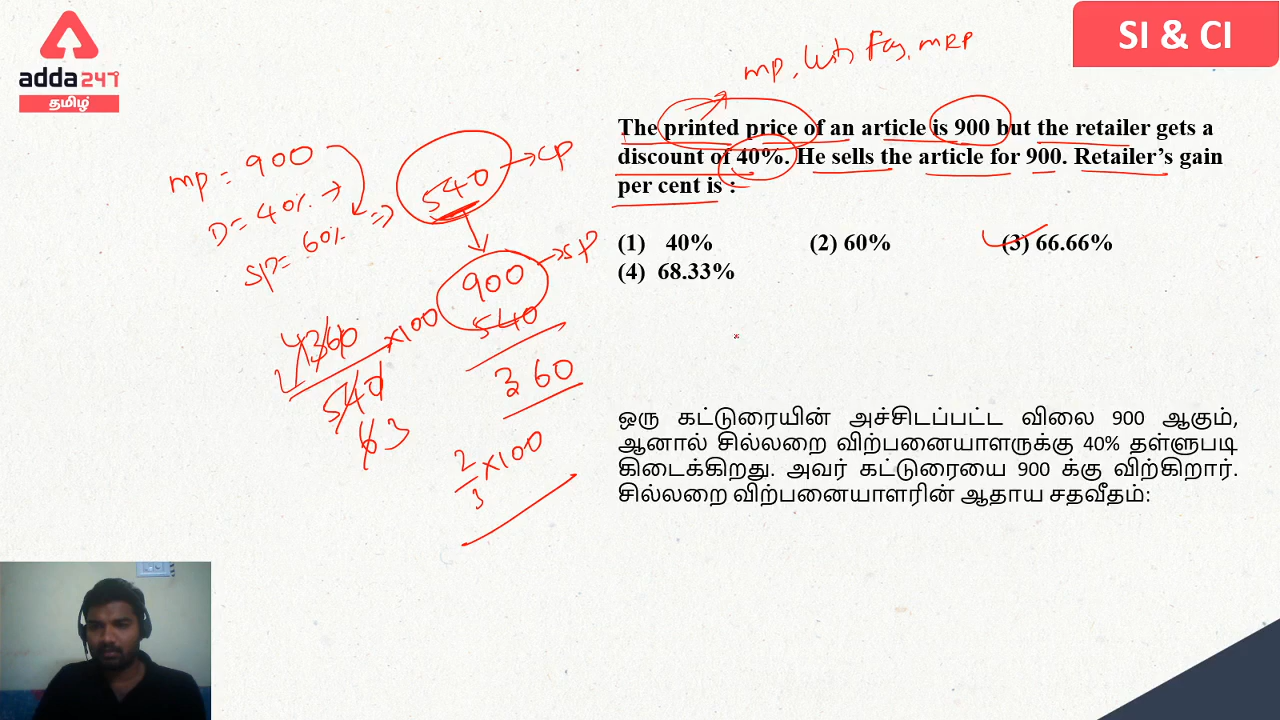 SI & CI
adda247
தமிழ்
mp,
MRP
The printed price of an article is 900 but the retailer gets a
discount of 40%. He sells the article for 900. Retailer’s gain
per cent is :
(1) 40% (2) 60% (3) 66.66%
(4) 68.33%
mp = 900
D = 40% →
SP = 60% ⇒
540 → CP
900 → SP
540
360
360
540
×100
3
2/3 ×100
ஒரு கட்டுரையின் அச்சிடப்பட்ட விலை 900 ஆகும்,
ஆனால் சில்லறை விற்பனையாளருக்கு 40% தள்ளுபடி
கிடைக்கிறது. அவர் கட்டுரையை 900 க்கு விற்கிறார்.
சில்லறை விற்பனையாளரின் ஆதாய சதவீதம்: